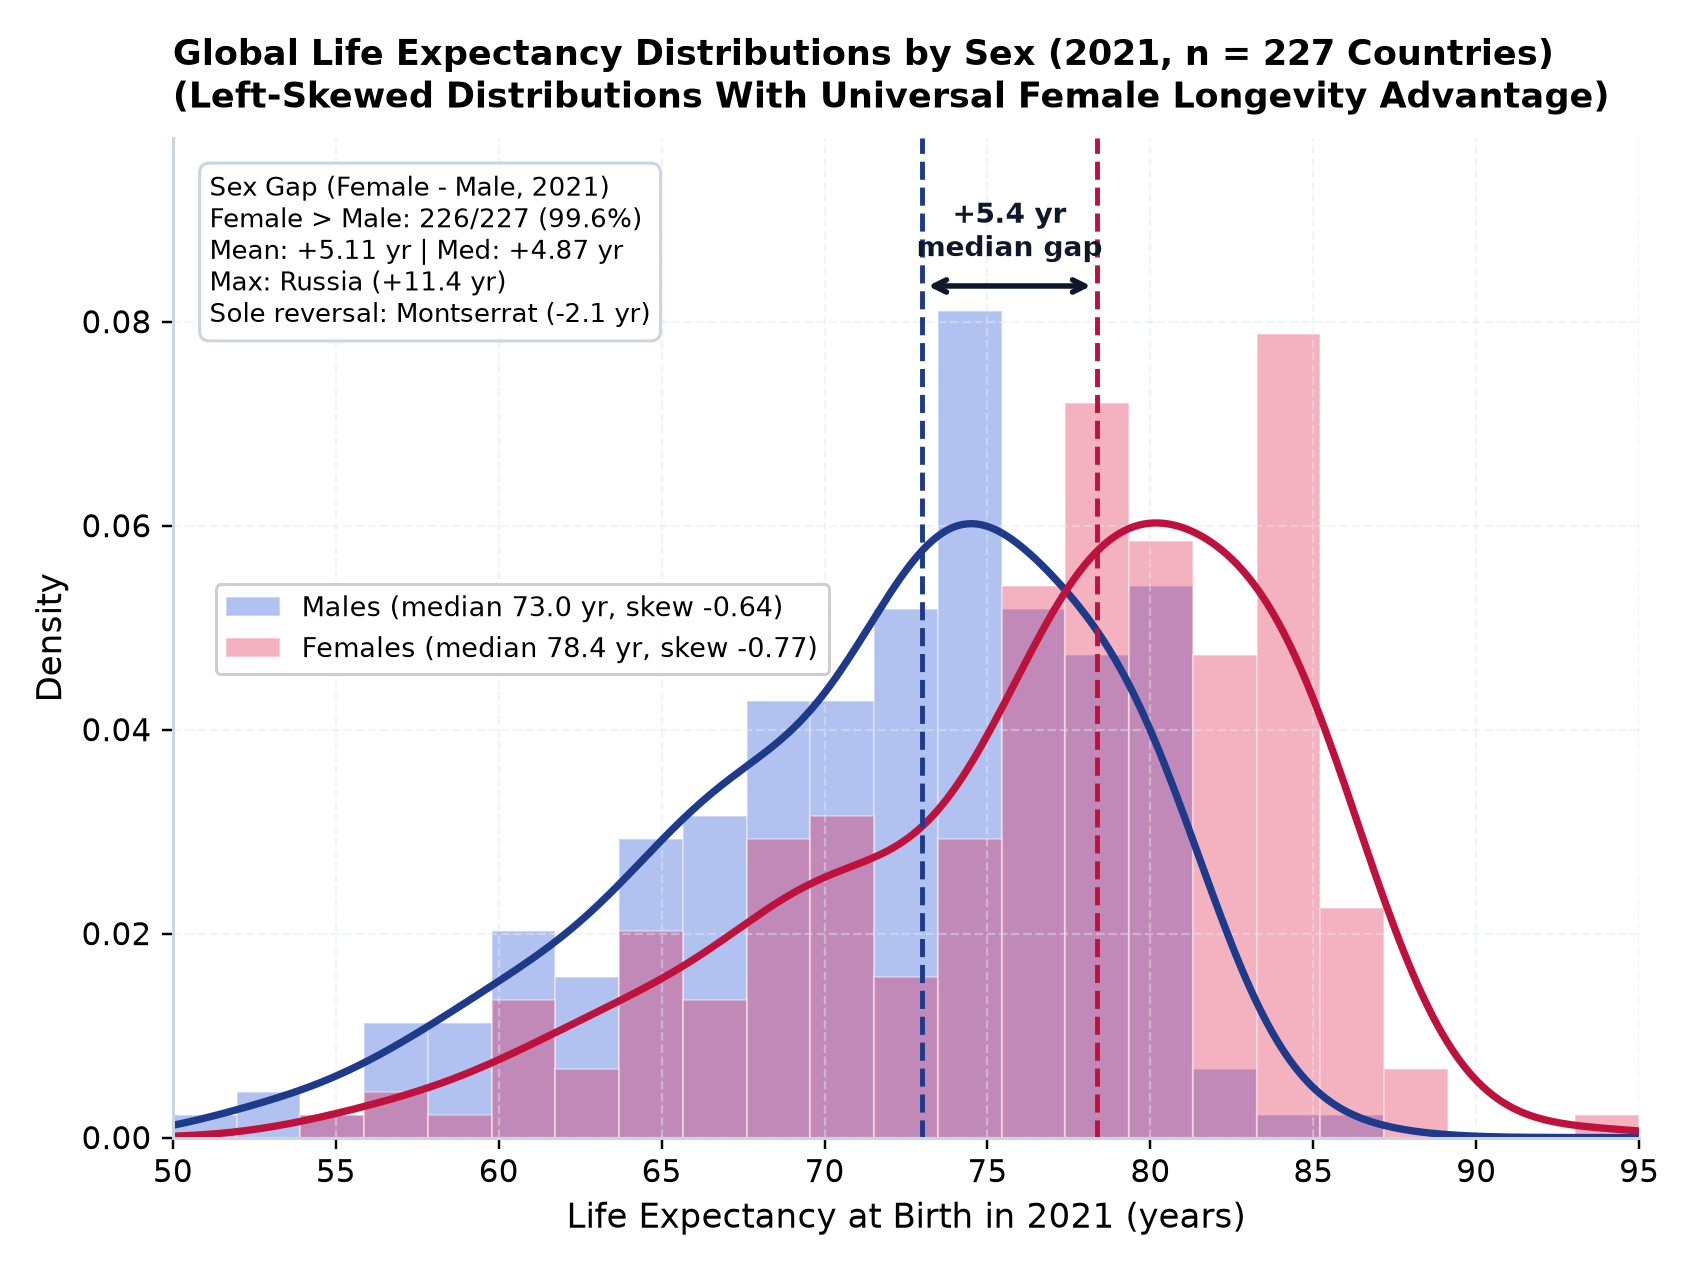 Global Life Expectancy Distributions by Sex (2021, n = 227 Countries)
(Left-Skewed Distributions With Universal Female Longevity Advantage)
Sex Gap (Female - Male, 2021)
Female > Male: 226/227 (99.6%)
Mean: +5.11 yr | Med: +4.87 yr
Max: Russia (+11.4 yr)
Sole reversal: Montserrat (-2.1 yr)
+5.4 yr
median gap
Males (median 73.0 yr, skew -0.64)
Females (median 78.4 yr, skew -0.77)
Density
0.08
0.06
0.04
0.02
0.00
50 55 60 65 70 75 80 85 90 95
Life Expectancy at Birth in 2021 (years)